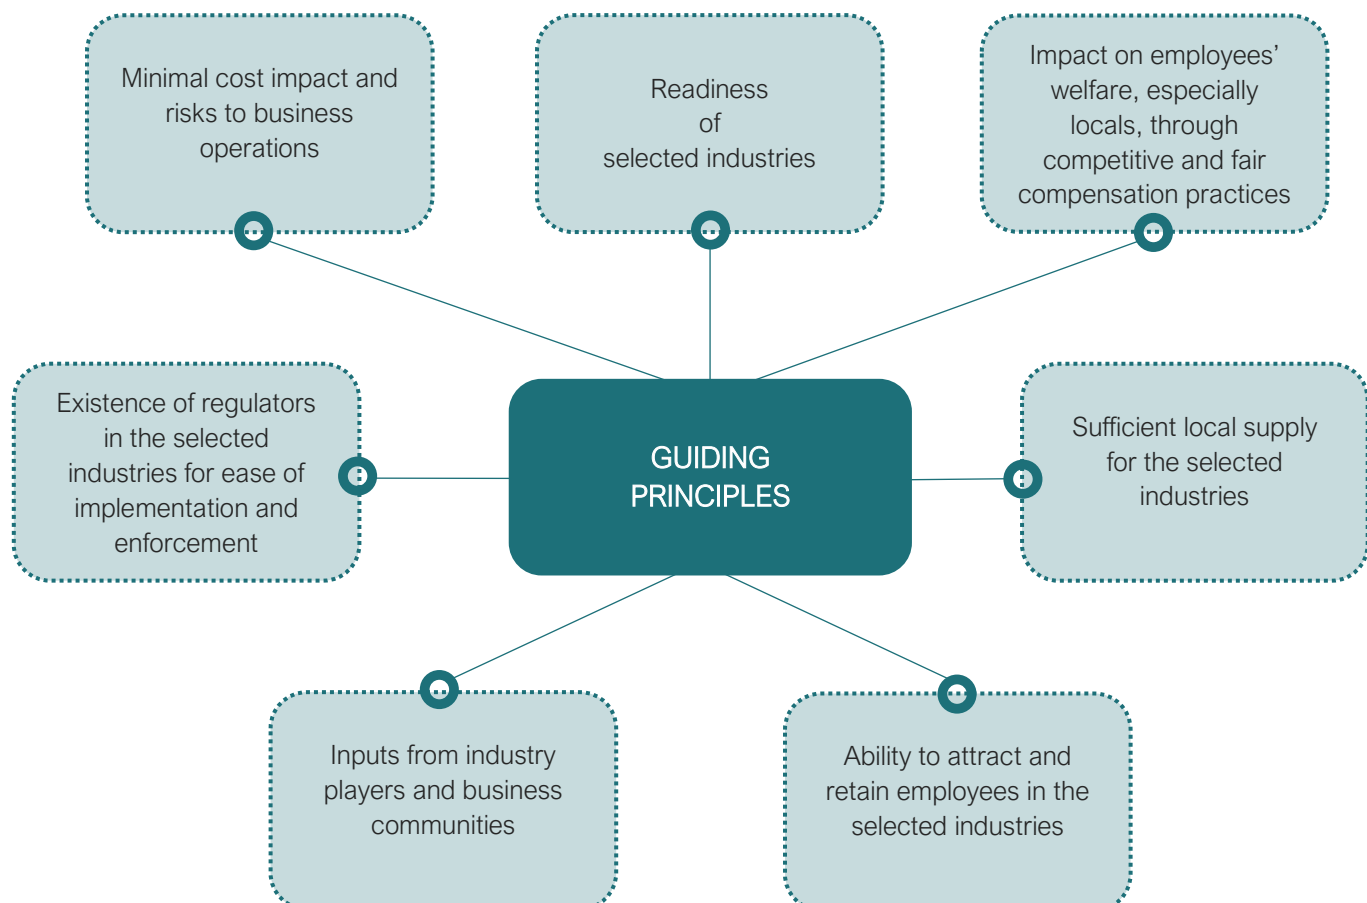 Minimal cost impact and
risks to business
operations
Readiness
of
selected industries
Impact on employees’
welfare, especially
locals, through
competitive and fair
compensation practices
Existence of regulators
in the selected
industries for ease of
implementation and
enforcement
GUIDING
PRINCIPLES
Sufficient local supply
for the selected
industries
Inputs from industry
players and business
communities
Ability to attract and
retain employees in the
selected industries